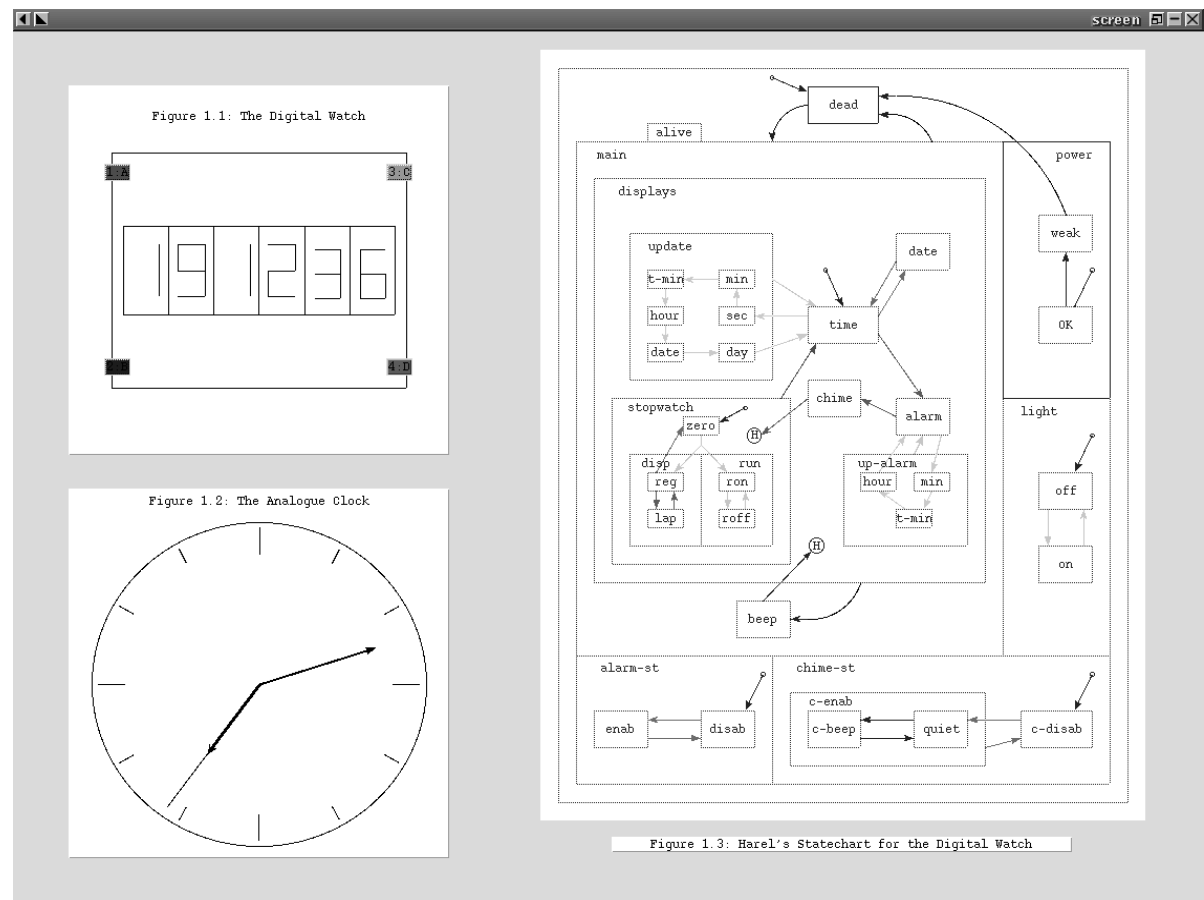 screen
Figure 1.1: The Digital Watch
1:A
3:C
19 12 36
4:D
Figure 1.2: The Analogue Clock
dead
alive
main
power
displays
update
date
weak
t-min
min
hour
sec
time
OK
date
day
chime
stopwatch
alarm
light
zero
H
disp
run
up-alarm
reg
ron
hour
min
off
lap
roff
t-min
H
on
beep
alarm-st
chime-st
c-enab
enab
disab
c-beep
quiet
c-disab
Figure 1.3: Harel's Statechart for the Digital Watch